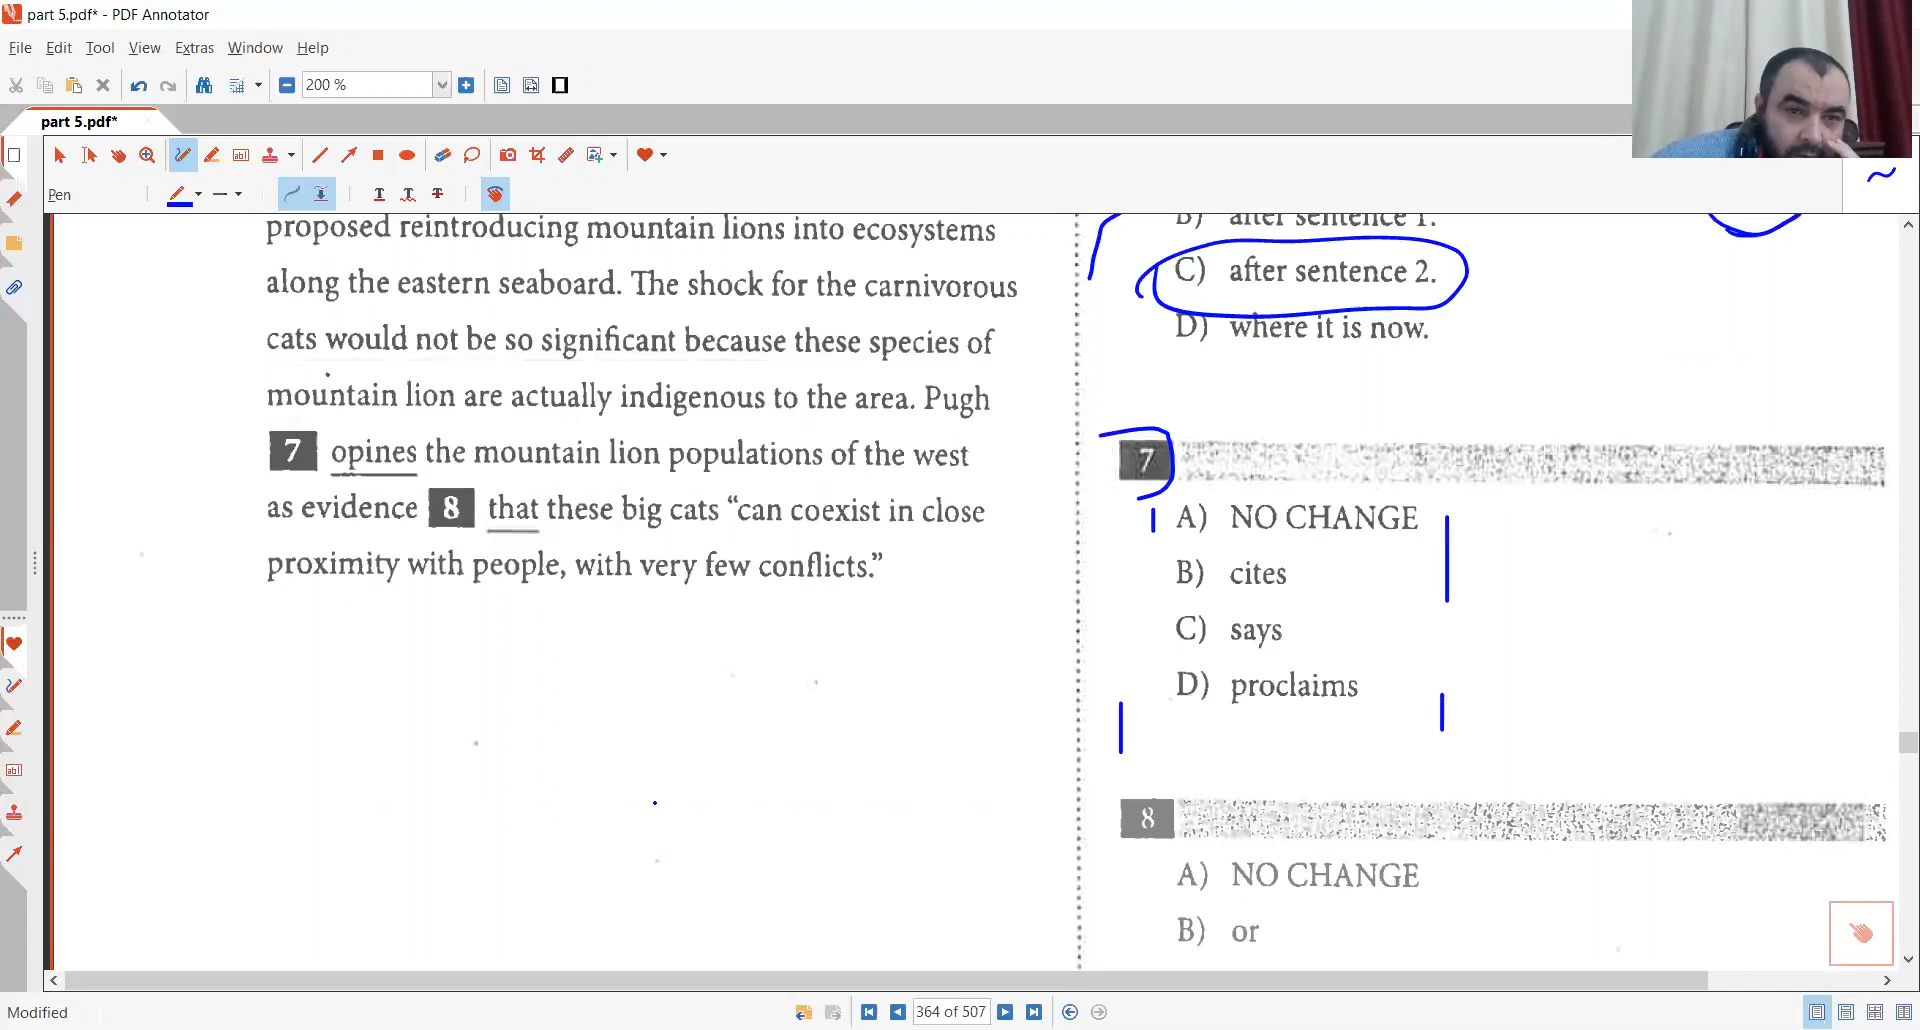 part 5.pdf* - PDF Annotator
File Edit Tool View Extras Window Help
200 %
part 5.pdf*
Pen
proposed reintroducing mountain lions into ecosystems
along the eastern seaboard. The shock for the carnivorous
cats would not be so significant because these species of
mountain lion are actually indigenous to the area. Pugh
7 opines the mountain lion populations of the west
as evidence 8 that these big cats “can coexist in close
proximity with people, with very few conflicts.”
B) after sentence 1.
C) after sentence 2.
D) where it is now.
7
A) NO CHANGE
B) cites
C) says
D) proclaims
8
A) NO CHANGE
B) or
Modified
364 of 507